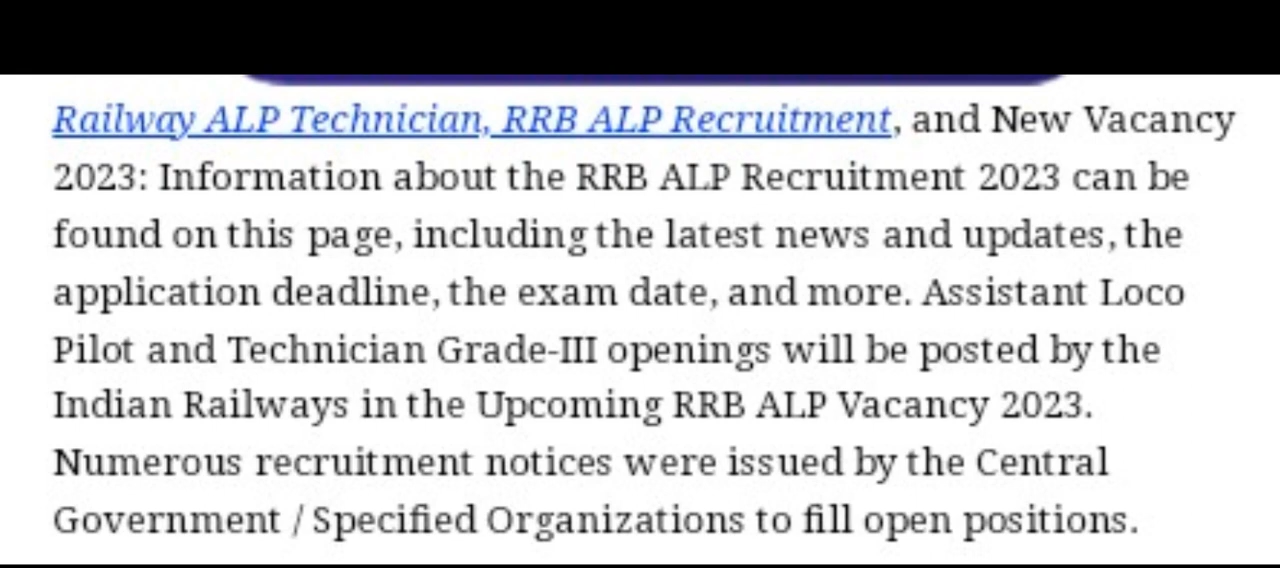 Railway ALP Technician, RRB ALP Recruitment, and New Vacancy
2023: Information about the RRB ALP Recruitment 2023 can be
found on this page, including the latest news and updates, the
application deadline, the exam date, and more. Assistant Loco
Pilot and Technician Grade-III openings will be posted by the
Indian Railways in the Upcoming RRB ALP Vacancy 2023.
Numerous recruitment notices were issued by the Central
Government / Specified Organizations to fill open positions.